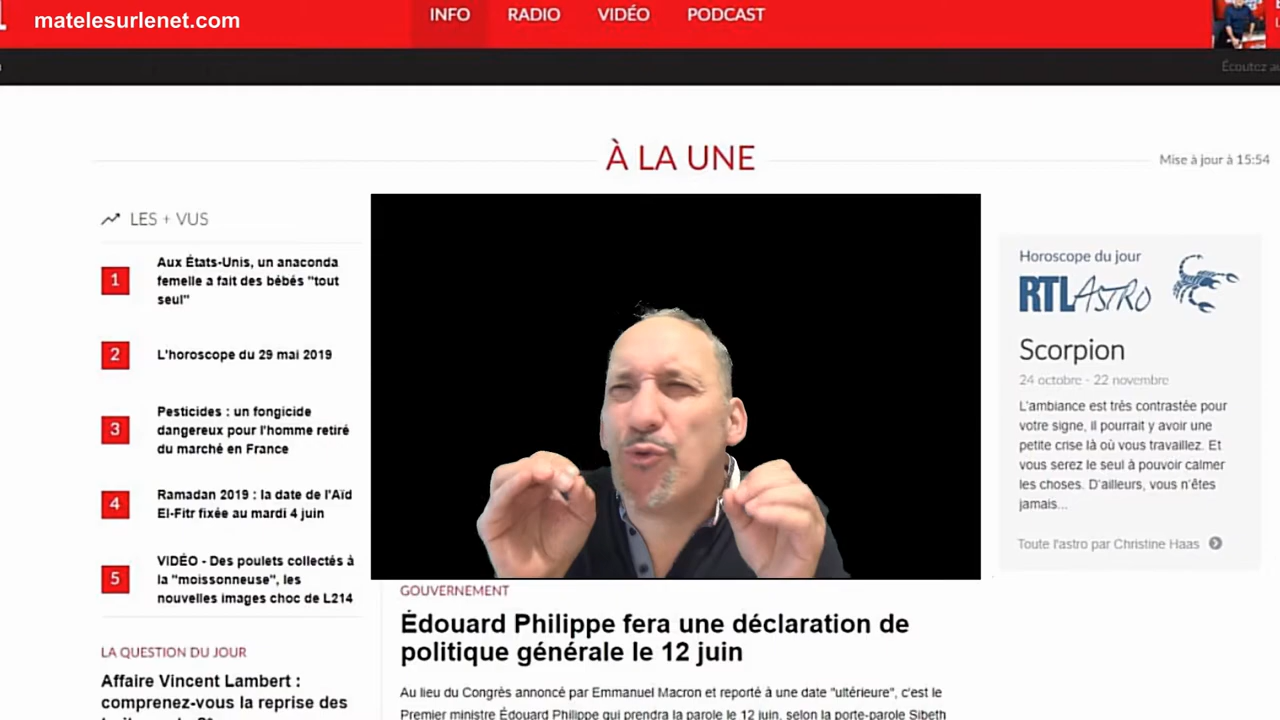 matelesurlenet.com
INFO
RADIO
VIDÉO
PODCAST
À LA UNE
Mise à jour à 15:54
LES + VUS
1
Aux États-Unis, un anaconda
femelle a fait des bébés "tout
seul"
2
L'horoscope du 29 mai 2019
3
Pesticides : un fongicide
dangereux pour l'homme retiré
du marché en France
4
Ramadan 2019 : la date de l'Aïd
El-Fitr fixée au mardi 4 juin
5
VIDÉO - Des poulets collectés à
la "moissonneuse", les
nouvelles images choc de L214
LA QUESTION DU JOUR
Affaire Vincent Lambert :
comprenez-vous la reprise des
GOUVERNEMENT
Édouard Philippe fera une déclaration de
politique générale le 12 juin
Au lieu du Congrès annoncé par Emmanuel Macron et reporté à une date "ultérieure", c'est le
Premier ministre Édouard Philippe qui prendra la parole le 12 juin, selon la porte-parole Sibeth
Horoscope du jour
RTL ASTRO
Scorpion
24 octobre - 22 novembre
L'ambiance est très contrastée pour
votre signe, il pourrait y avoir une
petite crise là où vous travaillez. Et
vous serez le seul à pouvoir calmer
les choses. D'ailleurs, vous n'êtes
jamais...
Toute l'astro par Christine Haas
Écoutez